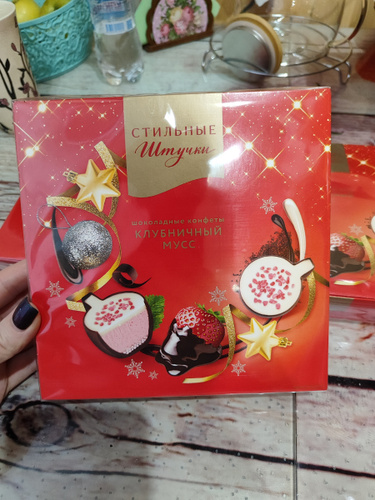 СТИЛЬНЫЕ
Штучки
шоколадные конфеты
КЛУБНИЧНЫЙ
МУСС